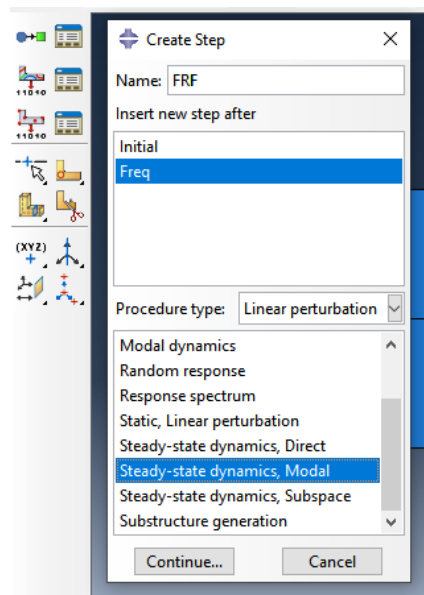 Create Step
Name: FRF
Insert new step after
Initial
Freq
Procedure type: Linear perturbation
Modal dynamics
Random response
Response spectrum
Static, Linear perturbation
Steady-state dynamics, Direct
Steady-state dynamics, Modal
Steady-state dynamics, Subspace
Substructure generation
Continue... Cancel
11010
11010
(XYZ)